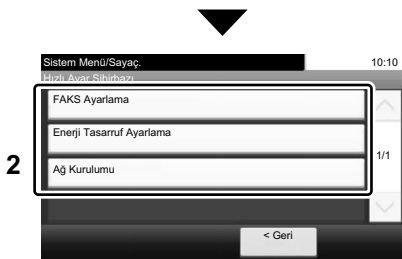 Sistem Menü/Sayaç.
10:10
Hızlı Ayar Sihirbazı
FAKS Ayarlama
Enerji Tasarruf Ayarlama
1/1
2
Ağ Kurulumu
< Geri